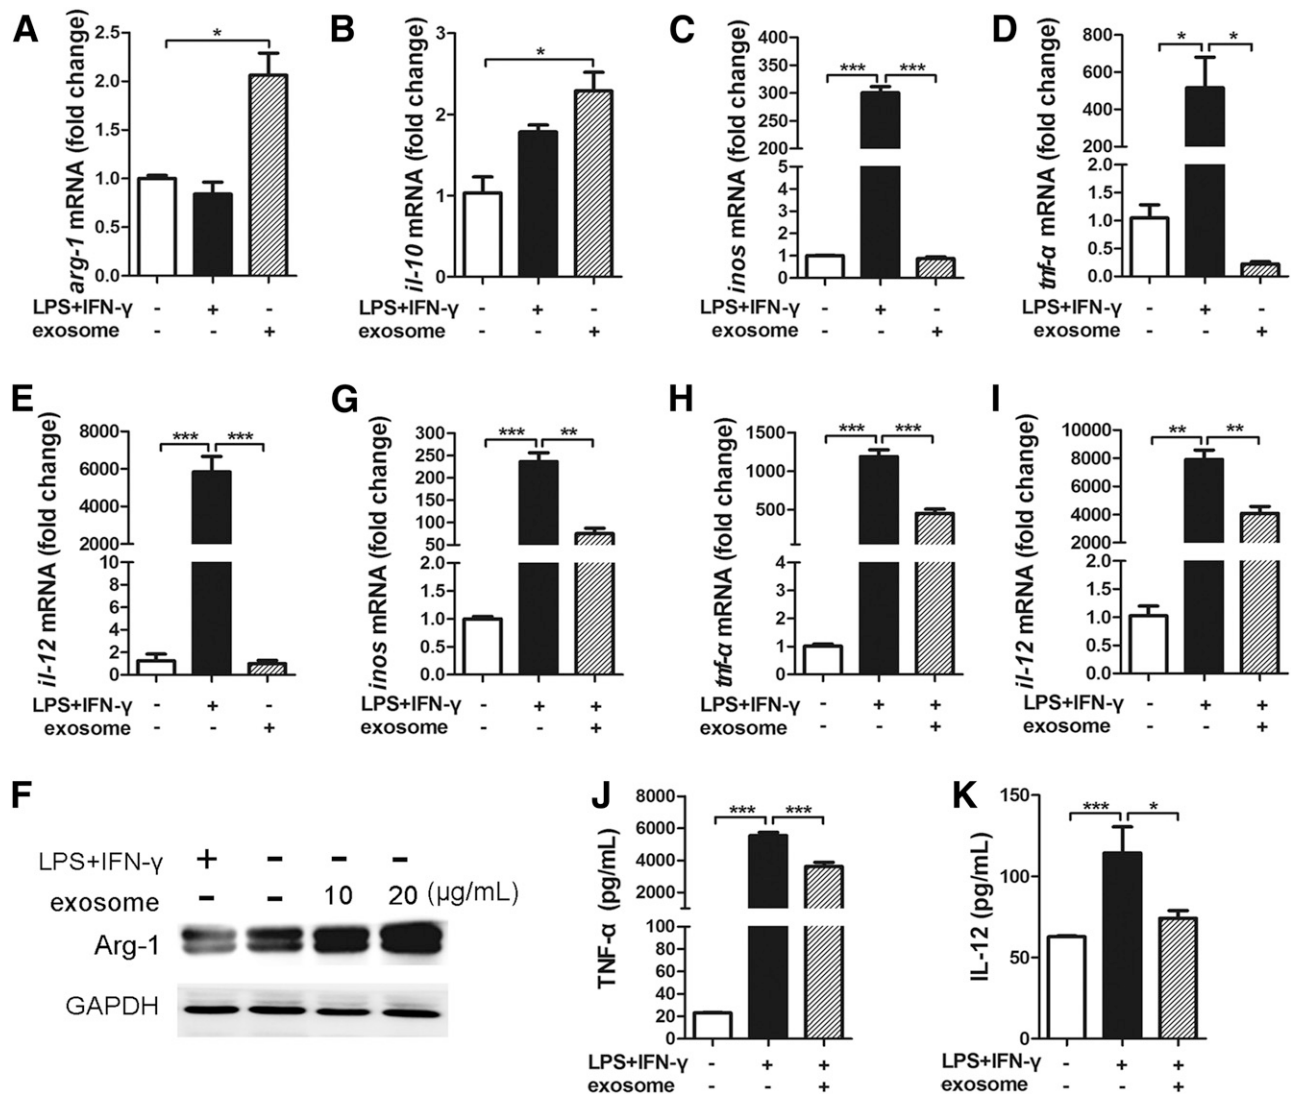 A
arg-1 mRNA (fold change)
2.5
2.0
1.5
1.0
0.5
0.0
*
LPS+IFN-γ - + -
exosome - - +
B
il-10 mRNA (fold change)
3
2
1
0
*
LPS+IFN-γ - + -
exosome - - +
C
inos mRNA (fold change)
400
350
300
250
200
5
4
3
2
1
0
*** ***
LPS+IFN-γ - + -
exosome - - +
D
tnf-α mRNA (fold change)
800
600
400
200
2.0
1.5
1.0
0.5
0.0
* *
LPS+IFN-γ - + -
exosome - - +
E
il-12 mRNA (fold change)
8000
6000
4000
2000
10
8
6
4
2
0
*** ***
LPS+IFN-γ - + -
exosome - - +
G
inos mRNA (fold change)
300
250
200
150
100
50
2.0
1.5
1.0
0.5
0.0
*** **
LPS+IFN-γ - + +
exosome - - +
H
tnf-α mRNA (fold change)
1500
1000
500
4
3
2
1
0
*** ***
LPS+IFN-γ - + +
exosome - - +
I
il-12 mRNA (fold change)
10000
8000
6000
4000
2000
2.0
1.5
1.0
0.5
0.0
** **
LPS+IFN-γ - + +
exosome - - +
F
LPS+IFN-γ + - - -
exosome - - 10 20 (μg/mL)
Arg-1
GAPDH
J
TNF-α (pg/mL)
8000
6000
4000
2000
100
80
60
40
20
0
*** ***
LPS+IFN-γ - + +
exosome - - +
K
IL-12 (pg/mL)
150
100
50
0
*** *
LPS+IFN-γ - + +
exosome - - +